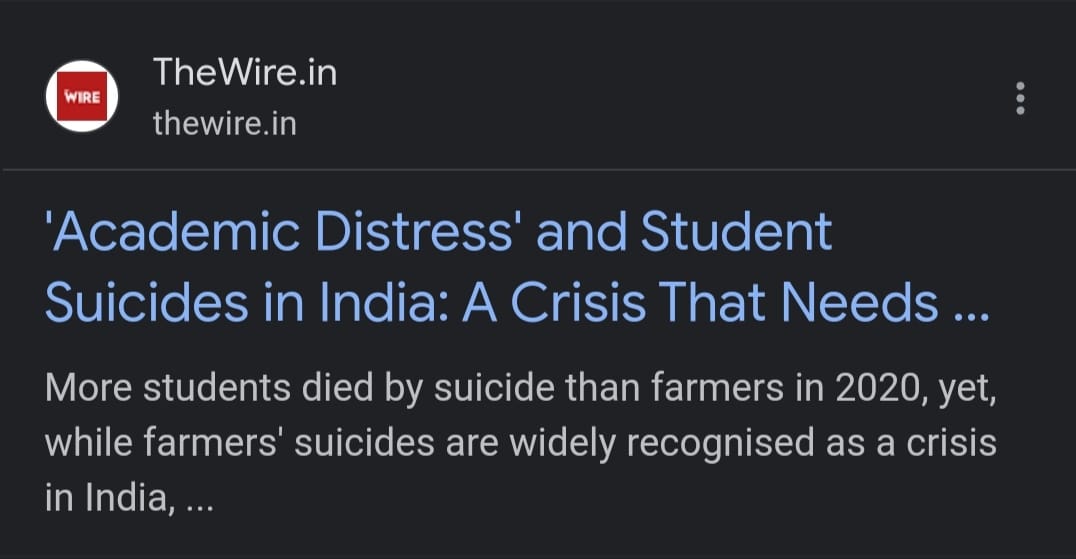 WIRE
TheWire.in
thewire.in
'Academic Distress' and Student
Suicides in India: A Crisis That Needs ...
More students died by suicide than farmers in 2020, yet,
while farmers' suicides are widely recognised as a crisis
in India, ...